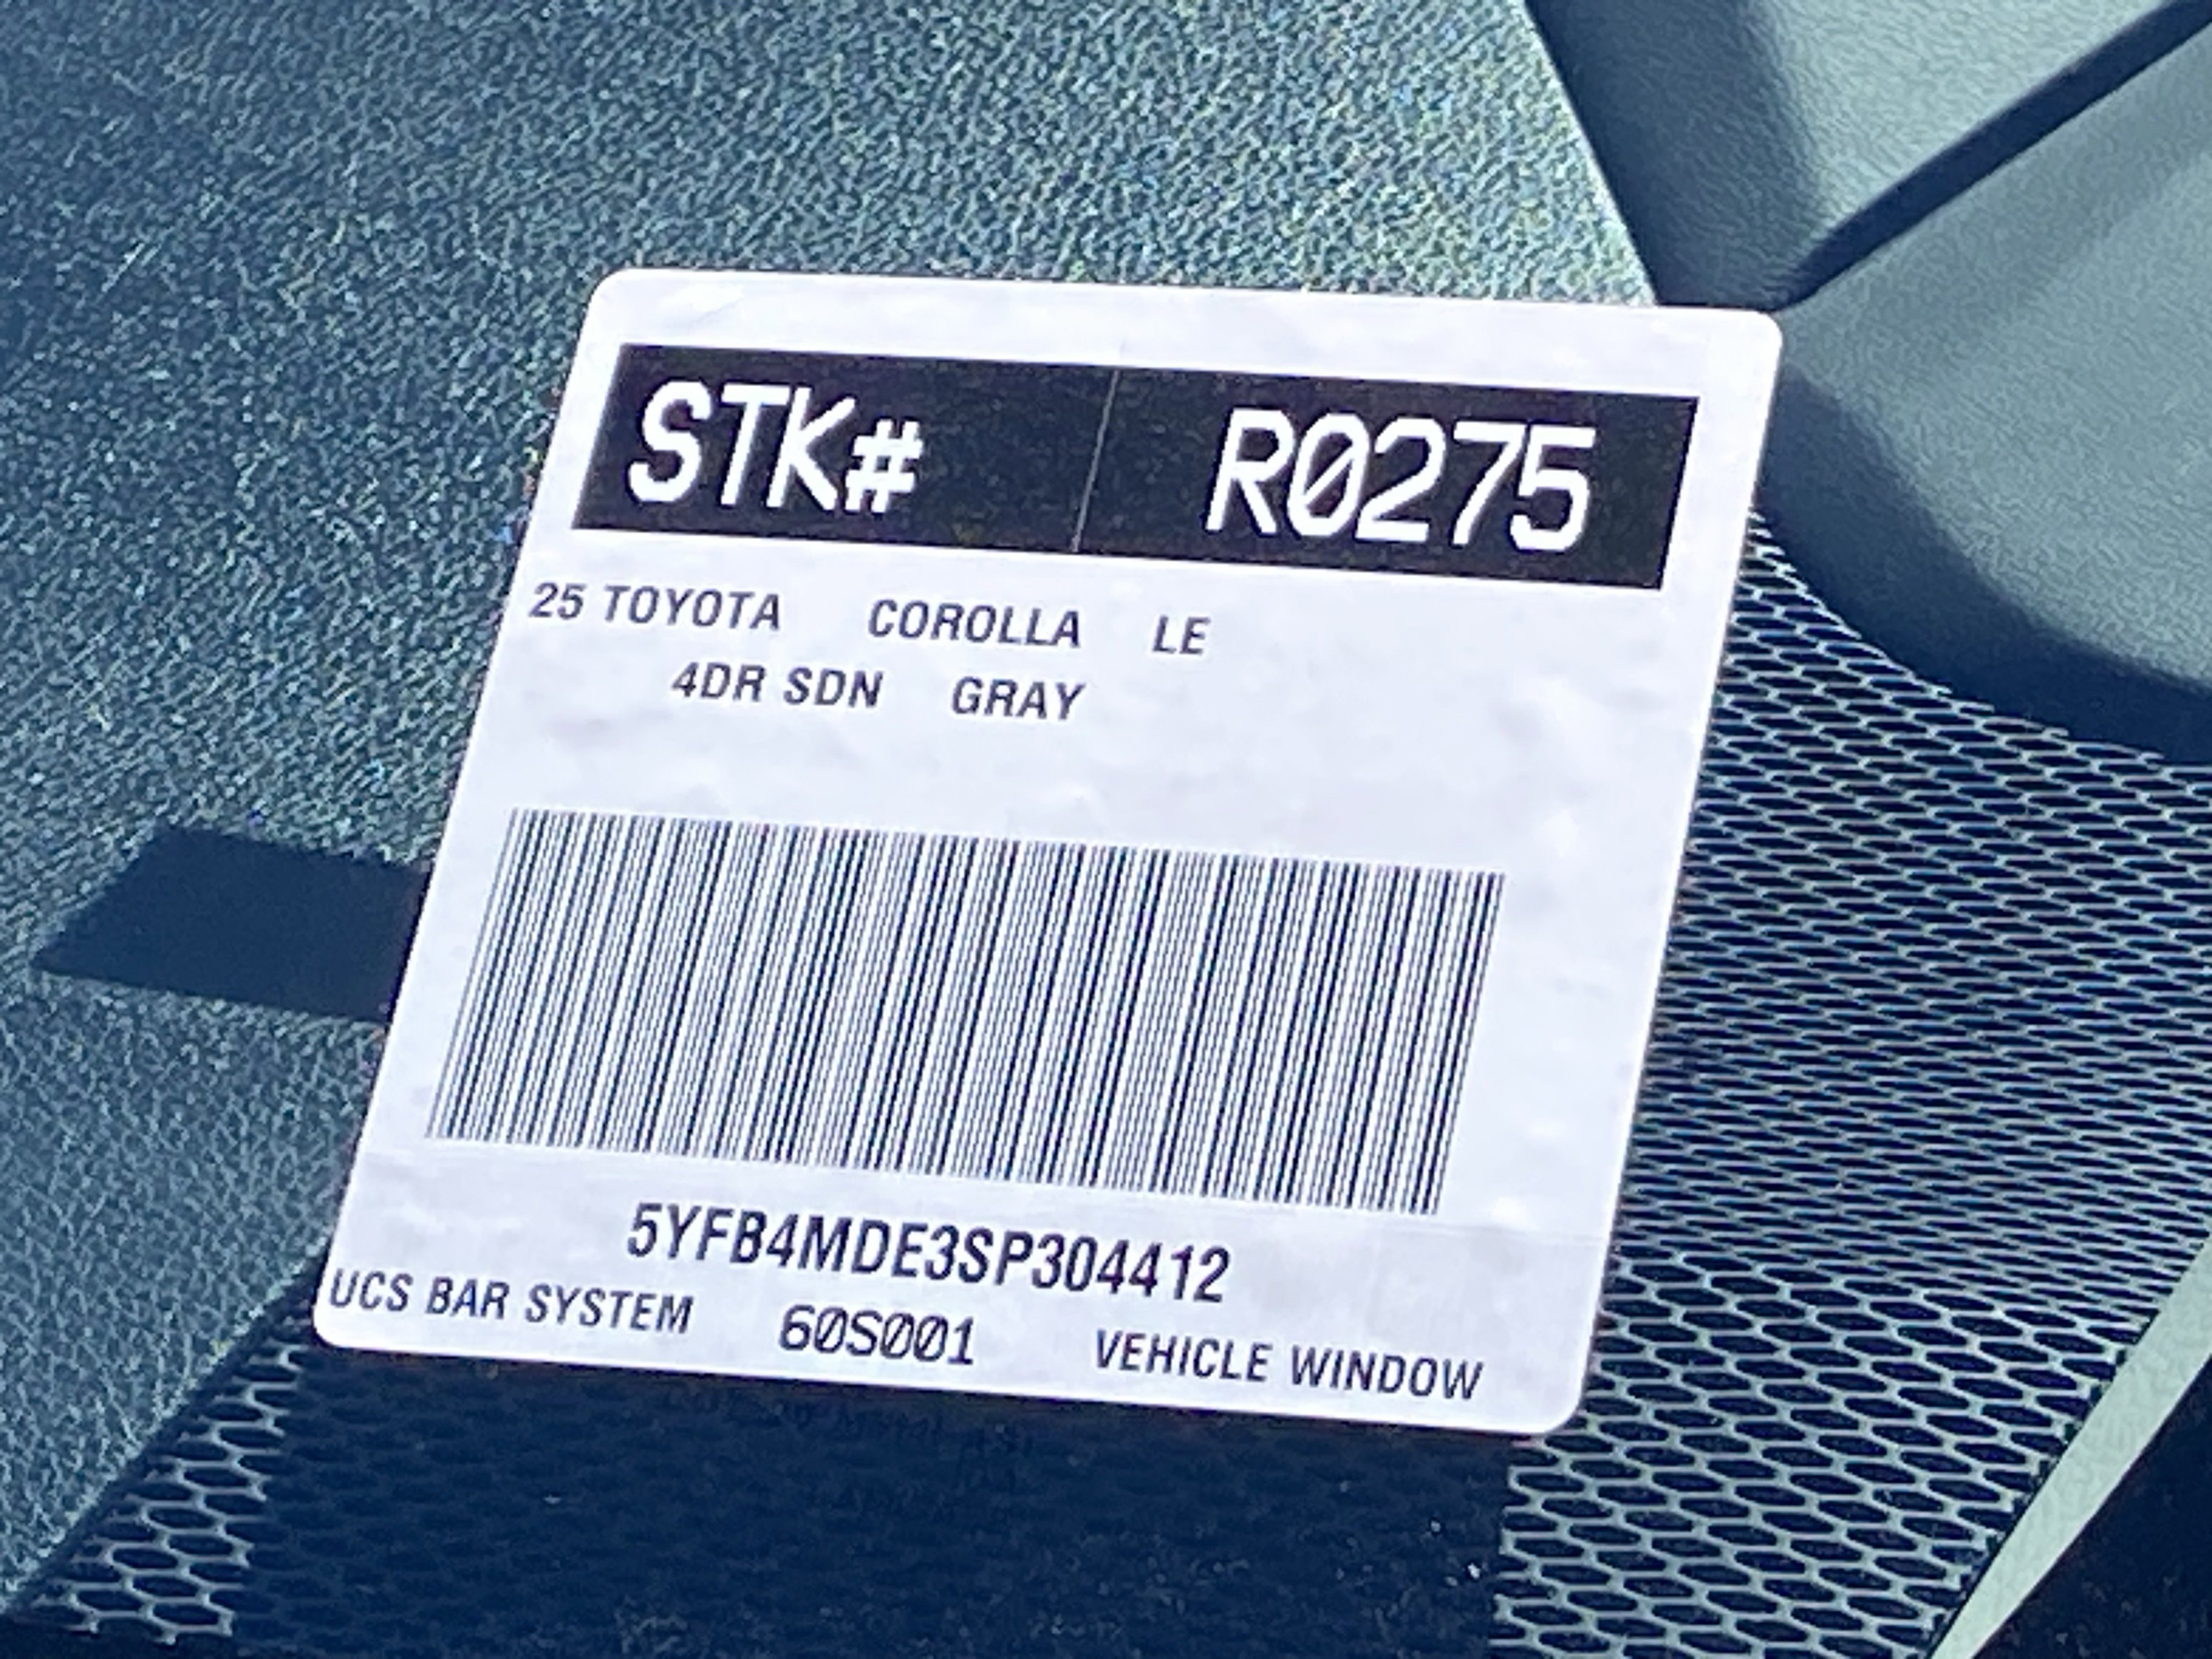 STK# R0275
25 TOYOTA COROLLA LE
4DR SDN GRAY
5YFB4MDE3SP304412
UCS BAR SYSTEM 60S001 VEHICLE WINDOW